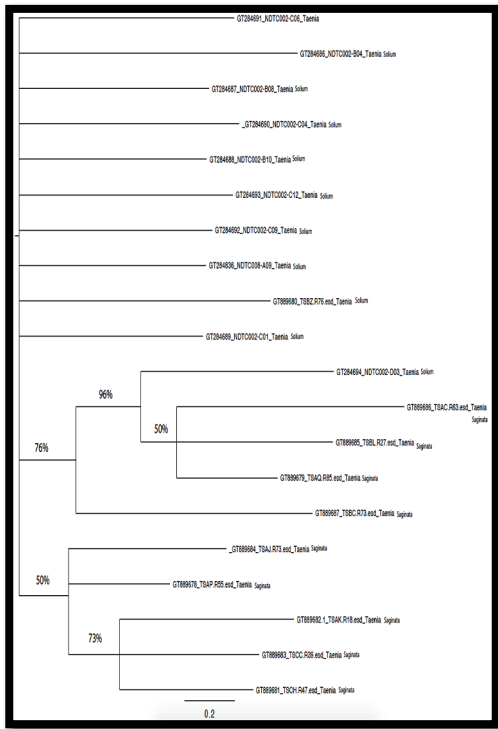 GT284691_NDTC002-C06_Taenia
GT284686_NDTC002-B04_Taenia Solium
GT284687_NDTC002-B08_Taenia Solium
_GT284690_NDTC002-C04_Taenia Solium
GT284688_NDTC002-B10_Taenia Solium
GT284693_NDTC002-C12_Taenia Solium
GT284692_NDTC002-C09_Taenia Solium
GT284836_NDTC008-A09_Taenia Solium
GT889680_TSBZ.R76.esd_Taenia Solium
GT284689_NDTC002-C01_Taenia Solium
GT284694_NDTC002-D03_Taenia Solium
96%
GT889686_TSAC.R63.esd_Taenia
Saginata
50%
GT889685_TSBL.R27.esd_Taenia Saginata
76%
GT889679_TSAQ.R85.esd_Taenia Saginata
GT889687_TSBC.R73.esd_Taenia Saginata
_GT889684_TSAJ.R73.esd_Taenia Saginata
50%
GT889678_TSAP.R55.esd_Taenia Saginata
GT889682.1_TSAK.R18.esd_Taenia Saginata
73%
GT889683_TSCC.R39.esd_Taenia Saginata
GT889681_TSCH.R47.esd_Taenia Saginata
0.2